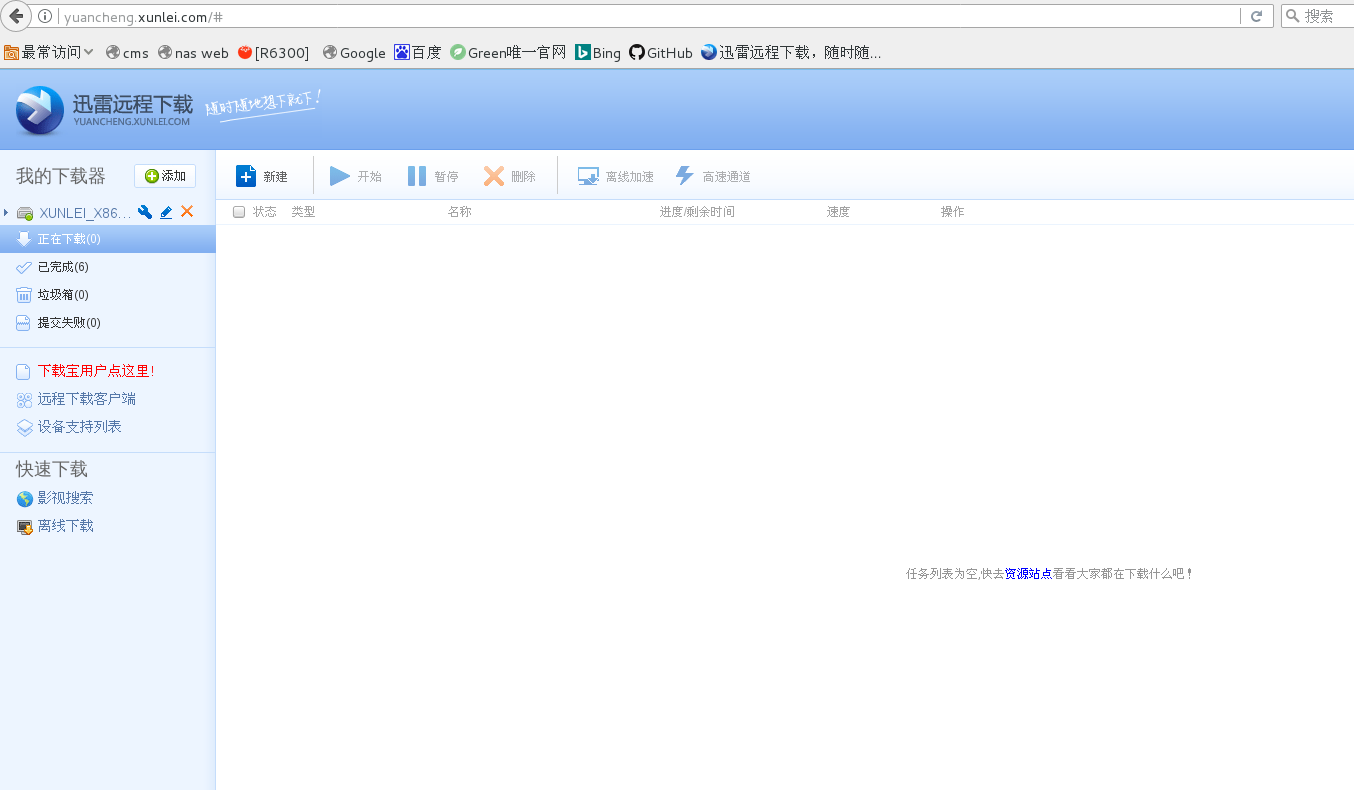 yuancheng.xunlei.com/#
搜索
最常访问 cms nas web [R6300] Google 百度 Green唯一官网 Bing GitHub 迅雷远程下载，随时随...
迅雷远程下载 随时随地想下就下！
YUANCHENG.XUNLEI.COM
我的下载器 添加
新建 开始 暂停 删除 离线加速 高速通道
XUNLEI_X86...
状态 类型 名称 进度/剩余时间 速度 操作
正在下载(0)
已完成(6)
垃圾箱(0)
提交失败(0)
下载宝用户点这里!
远程下载客户端
设备支持列表
快速下载
影视搜索
离线下载
任务列表为空,快去资源站点看看大家都在下载什么吧！